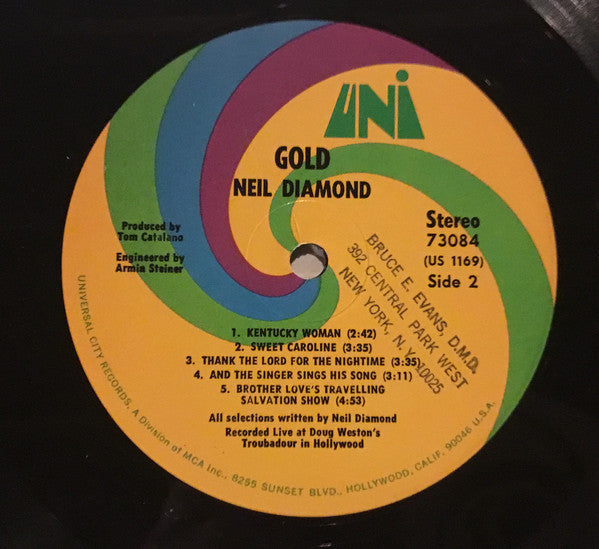 UNI
GOLD
NEIL DIAMOND
Produced by
Tom Catalano
Engineered by
Armin Steiner
Stereo
73084
(US 1169)
Side 2
BRUCE E. EVANS, D.M.D.
392 CENTRAL PARK WEST
NEW YORK, N. Y. 10025
1. KENTUCKY WOMAN (2:42)
2. SWEET CAROLINE (3:35)
3. THANK THE LORD FOR THE NIGHTIME (3:35)
4. AND THE SINGER SINGS HIS SONG (3:11)
5. BROTHER LOVE'S TRAVELLING
SALVATION SHOW (4:53)
All selections written by Neil Diamond
Recorded Live at Doug Weston's
Troubadour in Hollywood
UNIVERSAL CITY RECORDS, A Division of MCA Inc., 8255 SUNSET BLVD., HOLLYWOOD, CALIF. 90046 U.S.A.